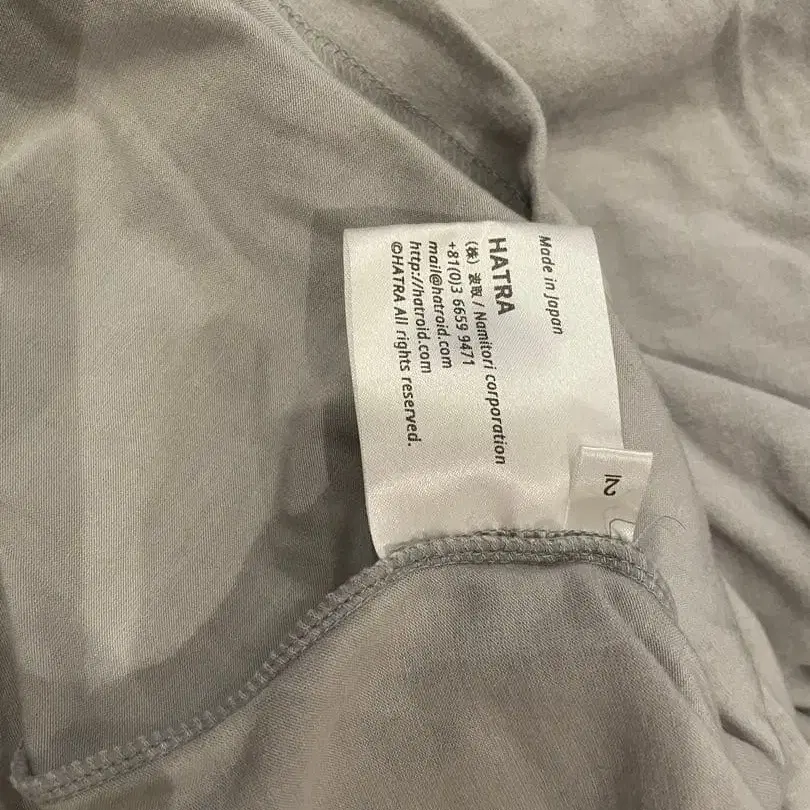 Made in Japan
HATRA
(株) 波取 / Namitori corporation
+81(0)3 6659 9471
mail@hatroid.com
http://hatroid.com
©HATRA All rights reserved.
2